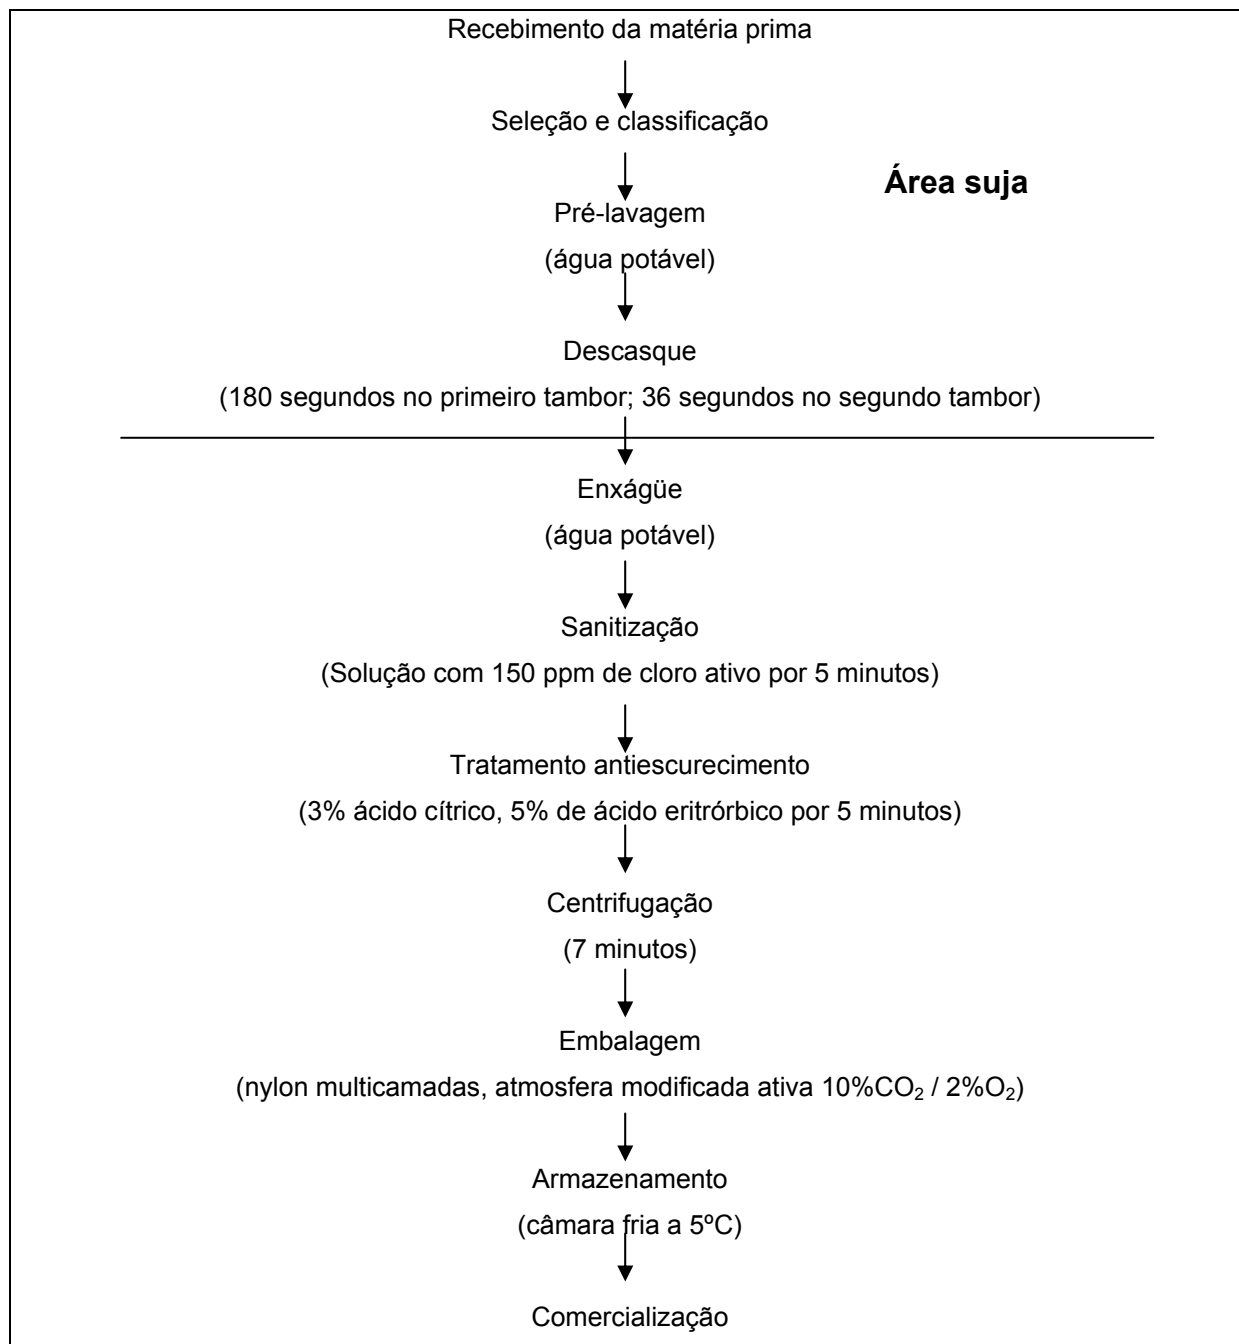 Recebimento da matéria prima
Seleção e classificação
Área suja
Pré-lavagem
(água potável)
Descasque
(180 segundos no primeiro tambor; 36 segundos no segundo tambor)
Enxágüe
(água potável)
Sanitização
(Solução com 150 ppm de cloro ativo por 5 minutos)
Tratamento antiescurecimento
(3% ácido cítrico, 5% de ácido eritrórbico por 5 minutos)
Centrifugação
(7 minutos)
Embalagem
(nylon multicamadas, atmosfera modificada ativa 10%CO₂ / 2%O₂)
Armazenamento
(câmara fria a 5ºC)
Comercialização